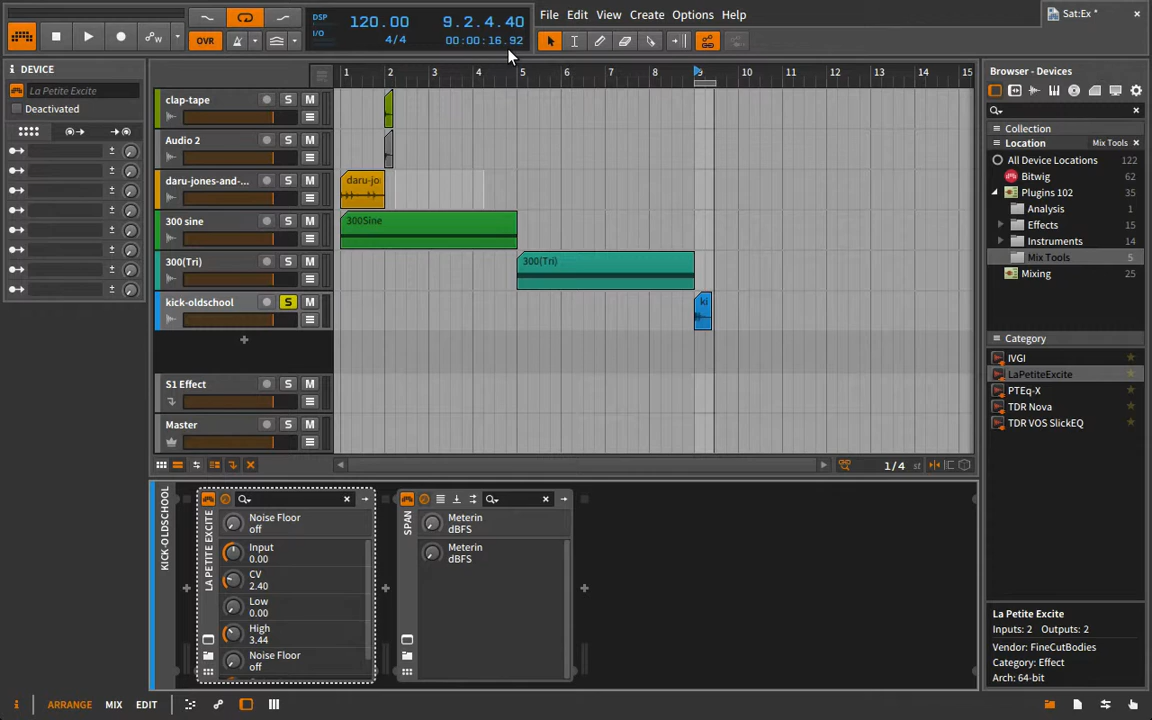 DSP
I/O
120.00
4/4
9.2.4.40
00:00:16.92
OVR
File Edit View Create Panels Options Help
Sat:Ex *
DEVICE
La Petite Excite
Deactivated
1 2 3 4 5 6 7 8 9 10 11 12 13 14 15
clap-tape S M
Audio 2 S M
daru-jones-and-... S M
daru-jo
300 sine S M
300Sine
300(Tri) S M
300(Tri)
kick-oldschool S M
ki
S1 Effect S M
Master S M
1/4 st
KICK-OLDSCHOOL
LA PETITE EXCITE
Noise Floor
off
Input
0.00
CV
2.40
Low
0.00
High
3.44
Noise Floor
off
SPAN
Meterin
dBFS
Meterin
dBFS
Browser - Devices
Collection
Location Mix Tools
All Device Locations 122
Bitwig 62
Plugins 102 35
Analysis 1
Effects 15
Instruments 14
Mix Tools 5
Mixing 25
Category
IVGI
LaPetiteExcite
PTEq-X
TDR Nova
TDR VOS SlickEQ
La Petite Excite
Inputs: 2 Outputs: 2
Vendor: FineCutBodies
Category: Effect
Arch: 64-bit
i ARRANGE MIX EDIT